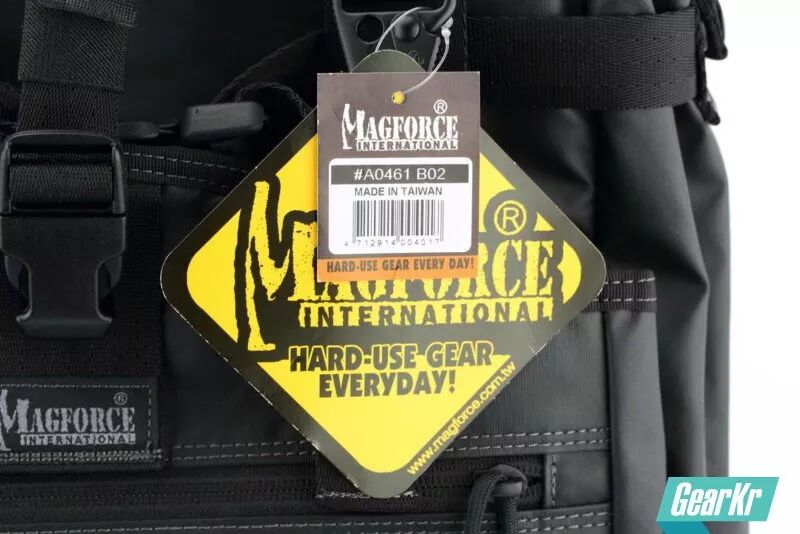 MAGFORCE®
INTERNATIONAL
#A0461 B02
MADE IN TAIWAN
4 712914 004017
HARD-USE GEAR EVERY DAY!
MAGFORCE®
INTERNATIONAL
HARD-USE GEAR
EVERYDAY!
www.magforce.com.tw
MAGFORCE®
INTERNATIONAL
GearKr